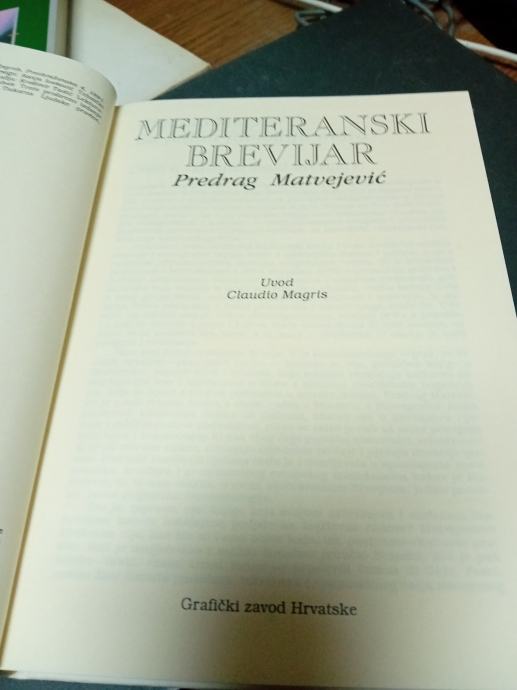 MEDITERANSKI
BREVIJAR
Predrag Matvejević
Uvod
Claudio Magris
Grafički zavod Hrvatske